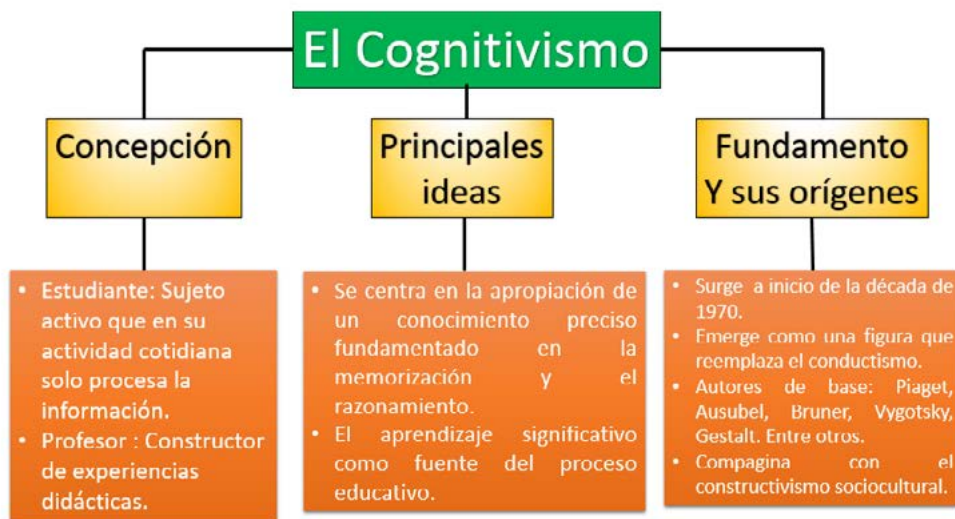 El Cognitivismo
Concepción
Principales
ideas
Fundamento
Y sus orígenes
• Estudiante: Sujeto
activo que en su
actividad cotidiana
solo procesa la
información.
• Profesor : Constructor
de experiencias
didácticas.
• Se centra en la apropiación de
un conocimiento preciso
fundamentado en la
memorización y el
razonamiento.
• El aprendizaje significativo
como fuente del proceso
educativo.
• Surge a inicio de la década de
1970.
• Emerge como una figura que
reemplaza el conductismo.
• Autores de base: Piaget,
Ausubel, Bruner, Vygotsky,
Gestalt. Entre otros.
• Compagina con el
constructivismo sociocultural.